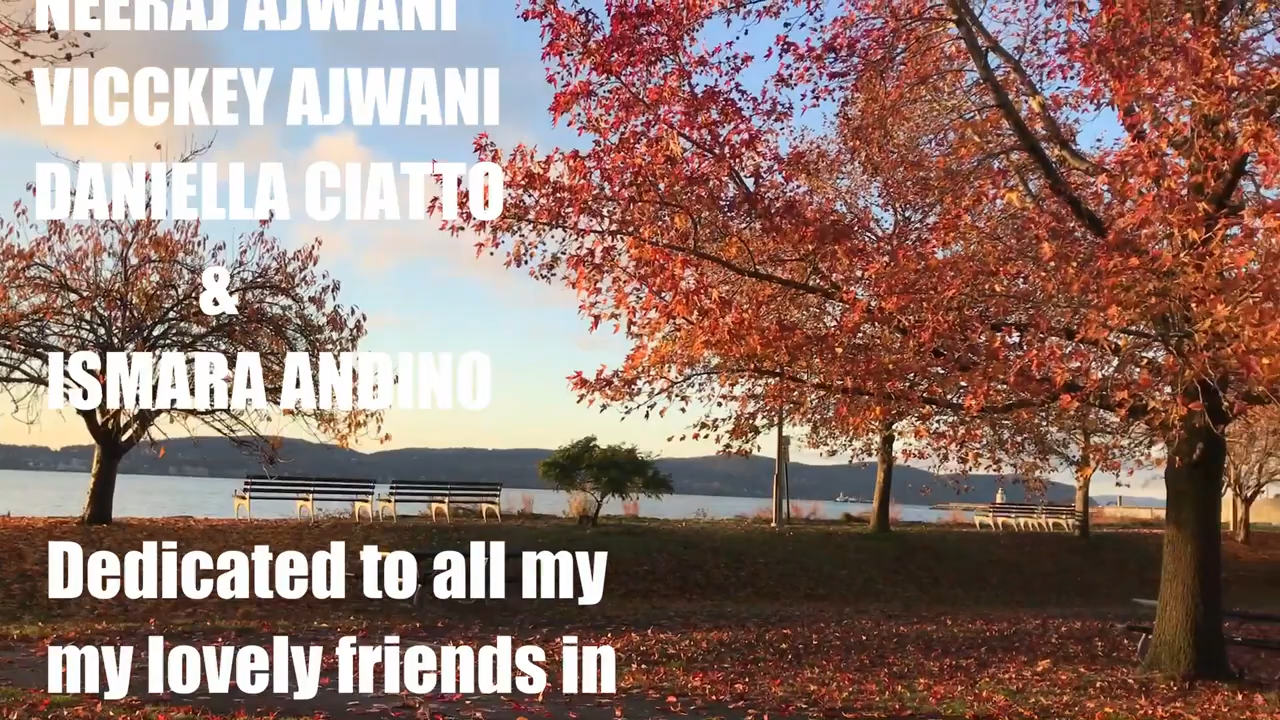 NEERAJ AJWANI
VICCKEY AJWANI
DANIELLA CIATTO
&
ISMARA ANDINO
Dedicated to all my
my lovely friends in